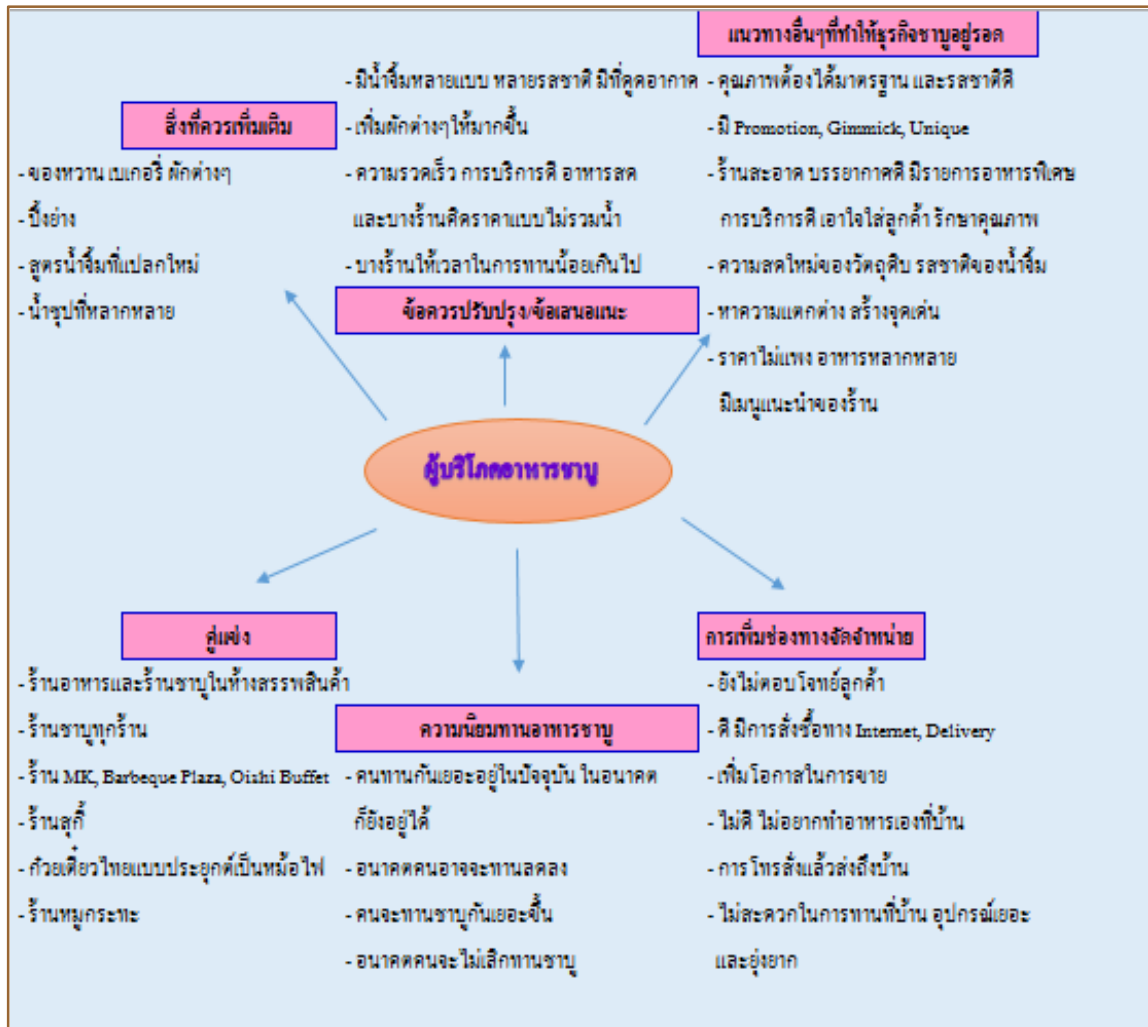 สิ่งที่ควรเพิ่มเติม
- ของหวาน เบเกอรี่ ผักต่างๆ
- ปิ้งย่าง
- สูตรน้ำจิ้มที่แปลกใหม่
- น้ำซุปที่หลากหลาย
- มีน้ำจิ้มหลายแบบ หลายรสชาติ มีที่ดูดอากาศ
- เพิ่มผักต่างๆให้มากขึ้น
- ความรวดเร็ว การบริการดี อาหารสด
และบางร้านคิดราคาแบบไม่รวมน้ำ
- บางร้านให้เวลาในการทานน้อยเกินไป
ข้อควรปรับปรุง/ข้อเสนอแนะ
แนวทางอื่นๆที่ทำให้ธุรกิจชาบูอยู่รอด
- คุณภาพต้องได้มาตรฐาน และรสชาติดี
- มี Promotion, Gimmick, Unique
- ร้านสะอาด บรรยากาศดี มีรายการอาหารพิเศษ
การบริการดี เอาใจใส่ลูกค้า รักษาคุณภาพ
- ความสดใหม่ของวัตถุดิบ รสชาติของน้ำจิ้ม
- หาความแตกต่าง สร้างจุดเด่น
- ราคาไม่แพง อาหารหลากหลาย
มีเมนูแนะนำของร้าน
ผู้บริโภคอาหารชาบู
คู่แข่ง
- ร้านอาหารและร้านชาบูในห้างสรรพสินค้า
- ร้านชาบูทุกร้าน
- ร้าน MK, Barbeque Plaza, Oishi Buffet
- ร้านสุกี้
- ก๋วยเตี๋ยวไทยแบบประยุกต์เป็นหม้อไฟ
- ร้านหมูกระทะ
ความนิยมทานอาหารชาบู
- คนทานกันเยอะอยู่ในปัจจุบัน ในอนาคต
ก็ยังอยู่ได้
- อนาคตคนอาจจะทานลดลง
- คนจะทานชาบูกันเยอะขึ้น
- อนาคตคนจะไม่เลิกทานชาบู
การเพิ่มช่องทางจัดจำหน่าย
- ยังไม่ตอบโจทย์ลูกค้า
- ดี มีการสั่งซื้อทาง Internet, Delivery
- เพิ่มโอกาสในการขาย
- ไม่ดี ไม่อยากทำอาหารเองที่บ้าน
- การโทรสั่งแล้วส่งถึงบ้าน
- ไม่สะดวกในการทานที่บ้าน อุปกรณ์เยอะ
และยุ่งยาก